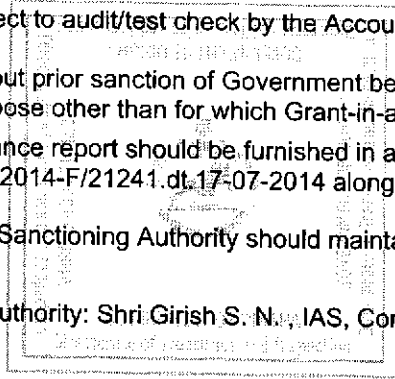 ect to audit/test check by the Accou
out prior sanction of Government be
pose other than for which Grant-in-a
ance report should be furnished in a
2014-F/21241.dt.17-07-2014 along
Sanctioning Authority should mainta
uthority: Shri Girish S. N. , IAS, Con